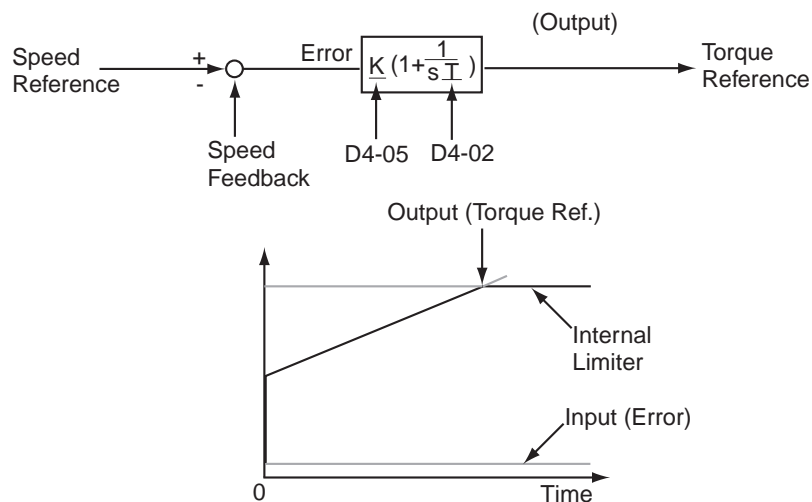 (Output)
Speed
Reference
+
-
Error
K (1+ 1/sI )
Torque
Reference
Speed
Feedback
D4-05
D4-02
Output (Torque Ref.)
Internal
Limiter
Input (Error)
0
Time